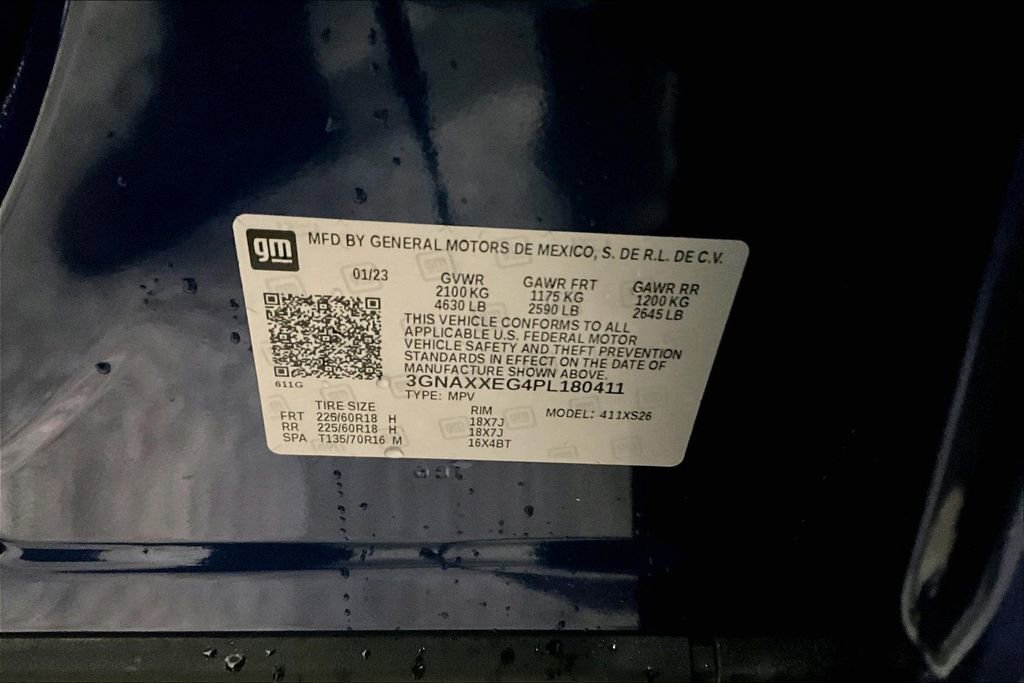 gm
MFD BY GENERAL MOTORS DE MEXICO, S. DE R.L. DE C.V.
01/23
GVWR GAWR FRT GAWR RR
2100 KG 1175 KG 1200 KG
4630 LB 2590 LB 2645 LB
THIS VEHICLE CONFORMS TO ALL
APPLICABLE U.S. FEDERAL MOTOR
VEHICLE SAFETY AND THEFT PREVENTION
STANDARDS IN EFFECT ON THE DATE OF
MANUFACTURE SHOWN ABOVE.
611G
3GNAXXEG4PL180411
TYPE: MPV
TIRE SIZE RIM MODEL: 411XS26
FRT 225/60R18 H 18X7J
RR 225/60R18 H 18X7J
SPA T135/70R16 M 16X4BT